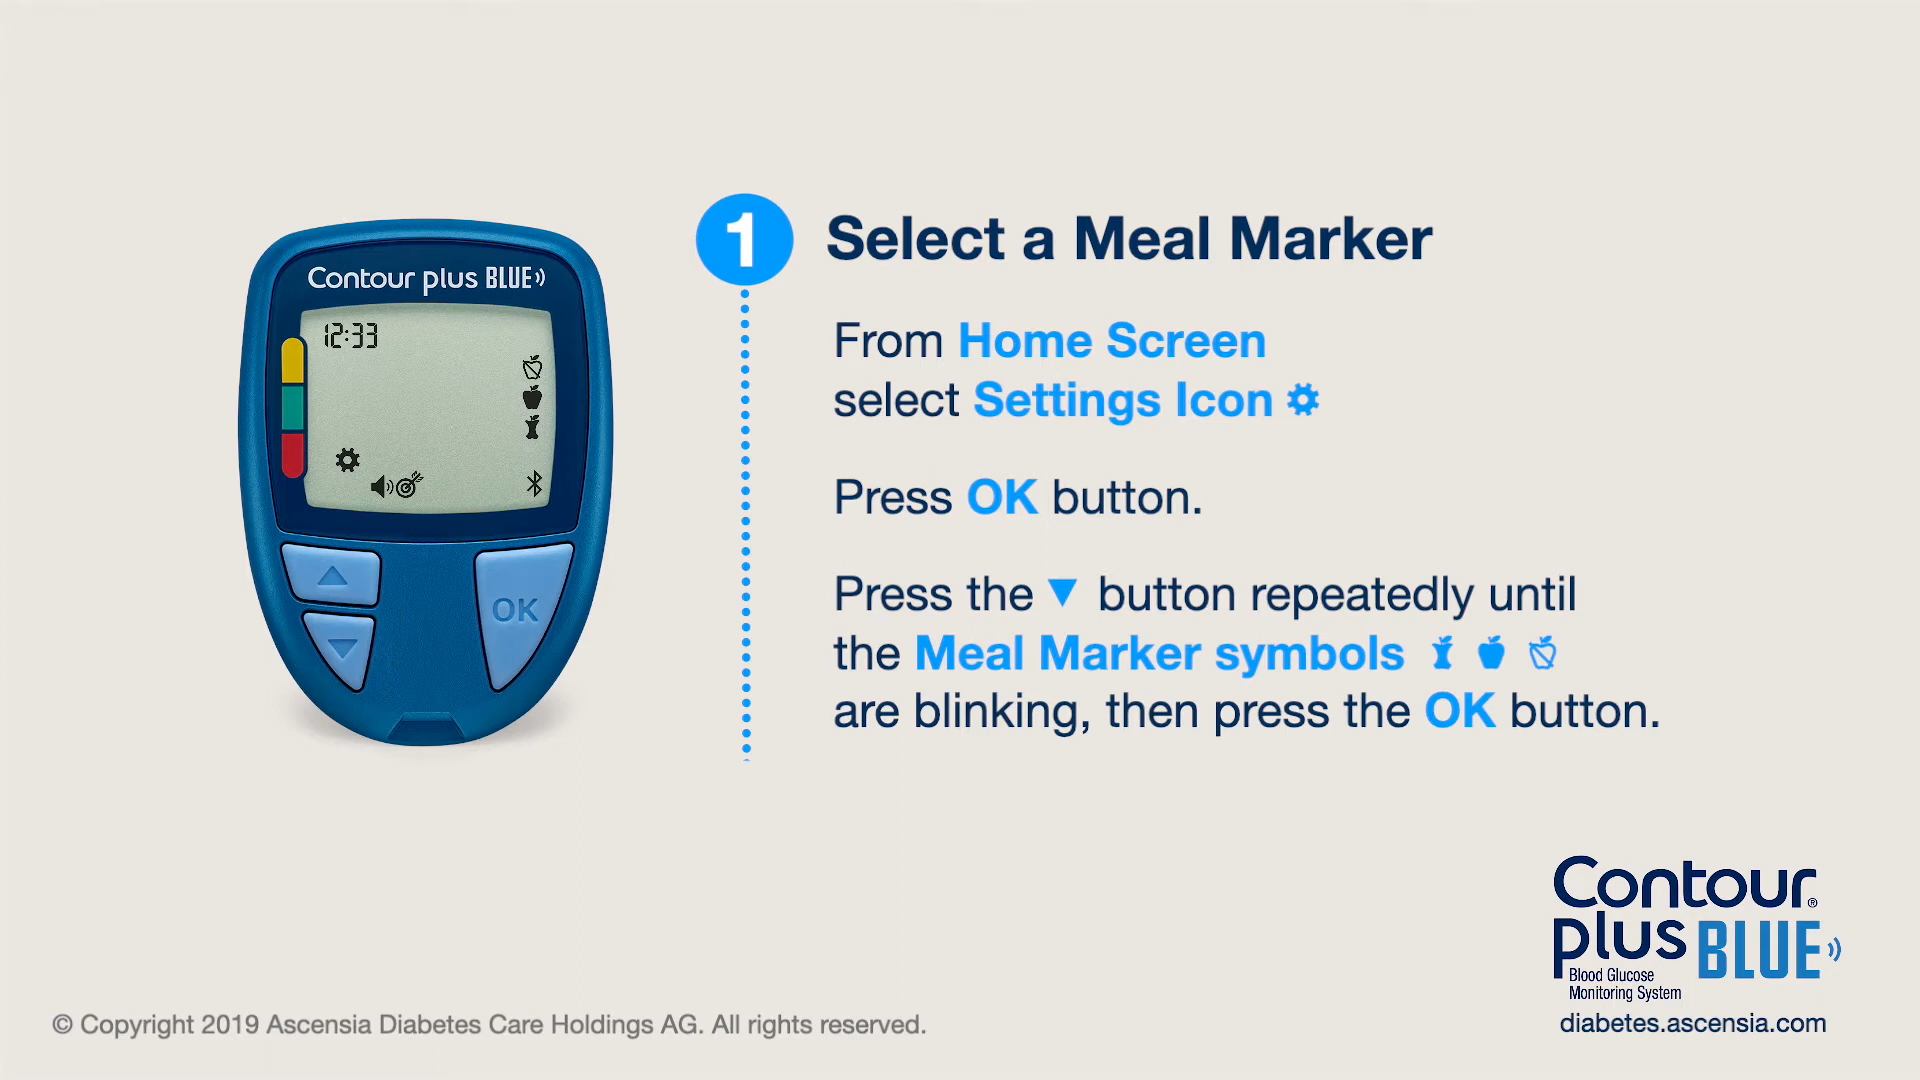 Contour plus BLUE
12:33
OK
1
Select a Meal Marker
From Home Screen
select Settings Icon
Press OK button.
Press the ▼ button repeatedly until
the Meal Marker symbols
are blinking, then press the OK button.
Contour®
plus BLUE
Blood Glucose
Monitoring System
diabetes.ascensia.com
© Copyright 2019 Ascensia Diabetes Care Holdings AG. All rights reserved.